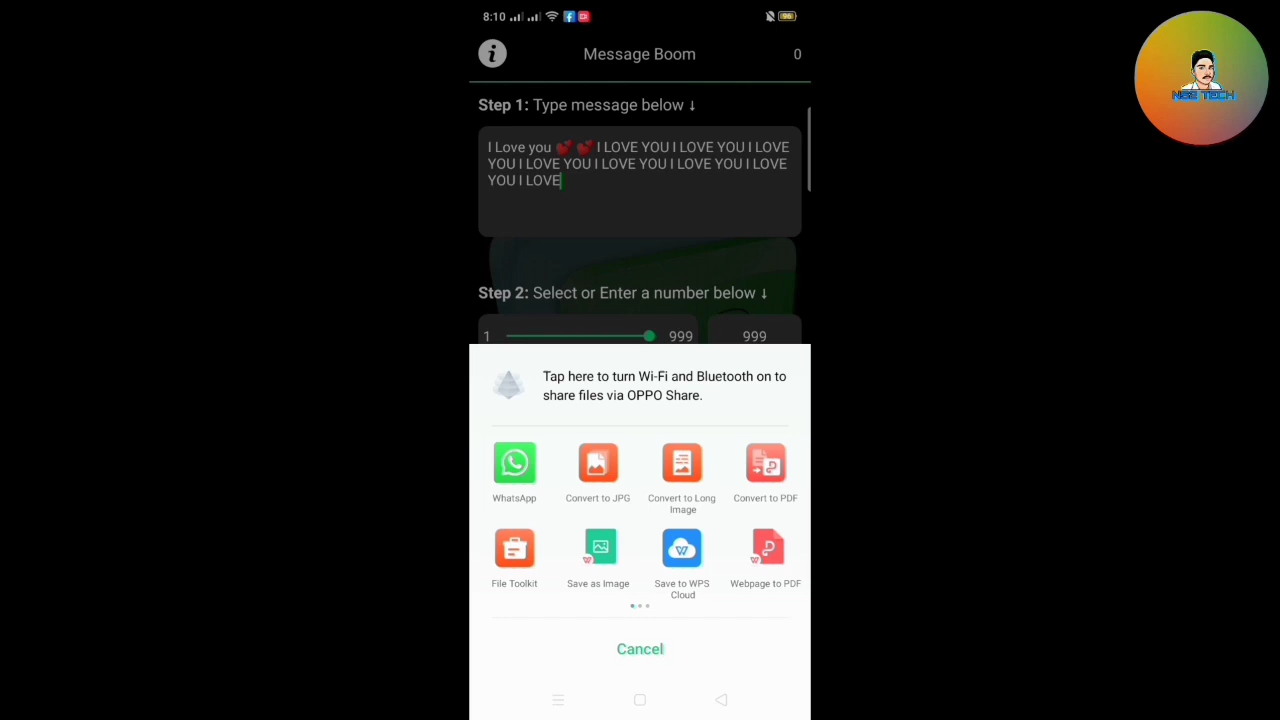 8:10
96
Message Boom
0
Step 1: Type message below ↓
I Love you 💕 💕 I LOVE YOU I LOVE YOU I LOVE
YOU I LOVE YOU I LOVE YOU I LOVE YOU I LOVE
YOU I LOVE
Step 2: Select or Enter a number below ↓
1
999
999
Tap here to turn Wi-Fi and Bluetooth on to
share files via OPPO Share.
WhatsApp
Convert to JPG
Convert to Long
Image
Convert to PDF
File Toolkit
Save as Image
Save to WPS
Cloud
Webpage to PDF
Cancel